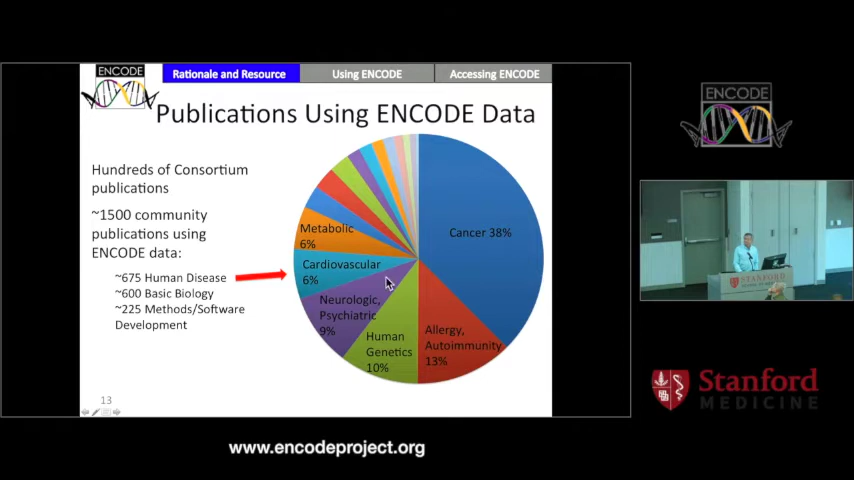 ENCODE
Rationale and Resource
Using ENCODE
Accessing ENCODE
Publications Using ENCODE Data
Hundreds of Consortium
publications
~1500 community
publications using
ENCODE data:
~675 Human Disease
~600 Basic Biology
~225 Methods/Software
Development
Cancer 38%
Allergy,
Autoimmunity
13%
Human
Genetics
10%
Neurologic,
Psychiatric
9%
Cardiovascular
6%
Metabolic
6%
13
ENCODE
STANFORD
Stanford
MEDICINE
www.encodeproject.org